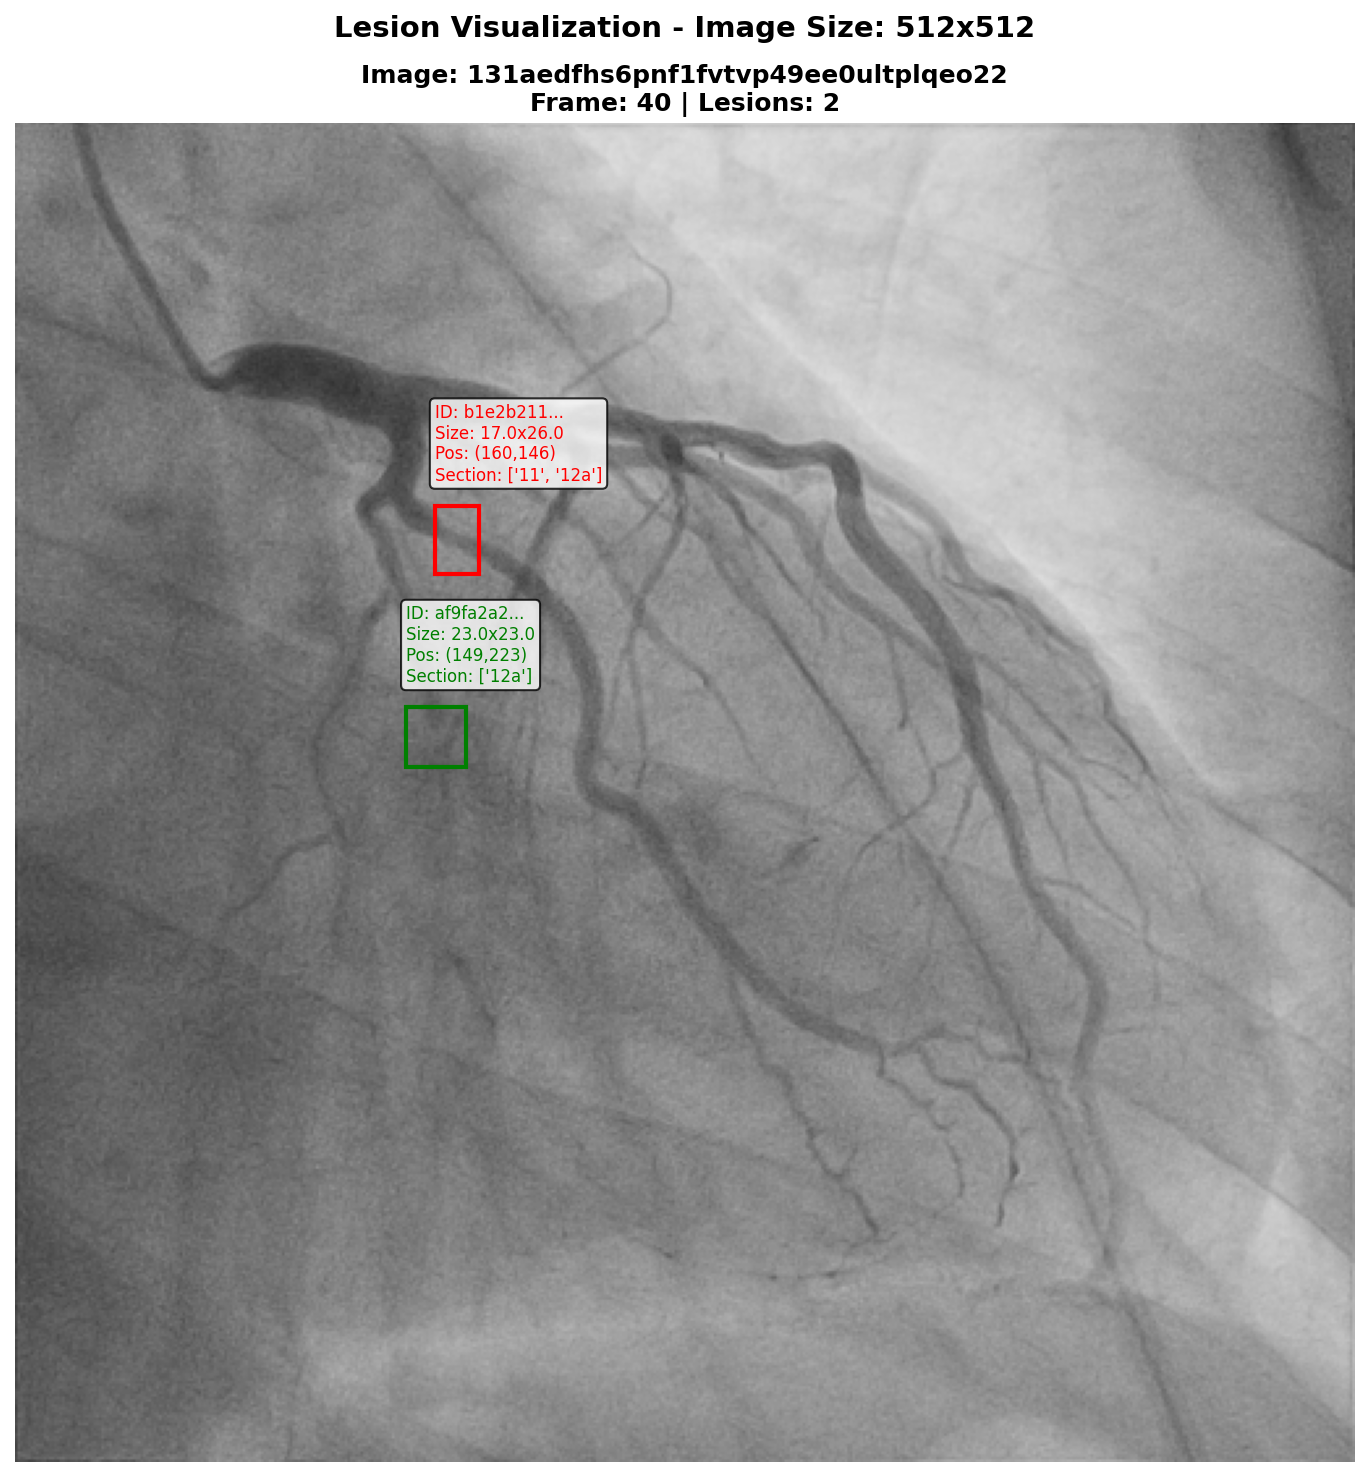 Lesion Visualization - Image Size: 512x512
Image: 131aedfhs6pnf1fvtvp49ee0ultplqeo22
Frame: 40 | Lesions: 2
ID: b1e2b211...
Size: 17.0x26.0
Pos: (160,146)
Section: ['11', '12a']
ID: af9fa2a2...
Size: 23.0x23.0
Pos: (149,223)
Section: ['12a']